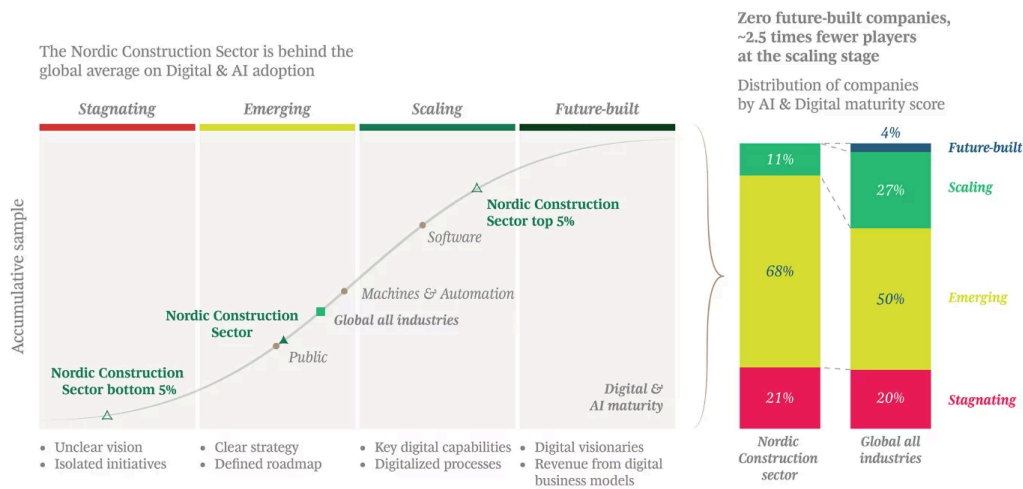 The Nordic Construction Sector is behind the
global average on Digital & AI adoption
Stagnating
Emerging
Scaling
Future-built
Accumulative sample
Nordic Construction
Sector top 5%
Software
Machines & Automation
Global all industries
Nordic Construction
Sector
Public
Nordic Construction
Sector bottom 5%
Digital &
AI maturity
• Unclear vision
• Isolated initiatives
• Clear strategy
• Defined roadmap
• Key digital capabilities
• Digitalized processes
• Digital visionaries
• Revenue from digital
business models
Zero future-built companies,
~2.5 times fewer players
at the scaling stage
Distribution of companies
by AI & Digital maturity score
4%
Future-built
11%
27%
Scaling
68%
50%
Emerging
21%
20%
Stagnating
Nordic
Construction
sector
Global all
industries